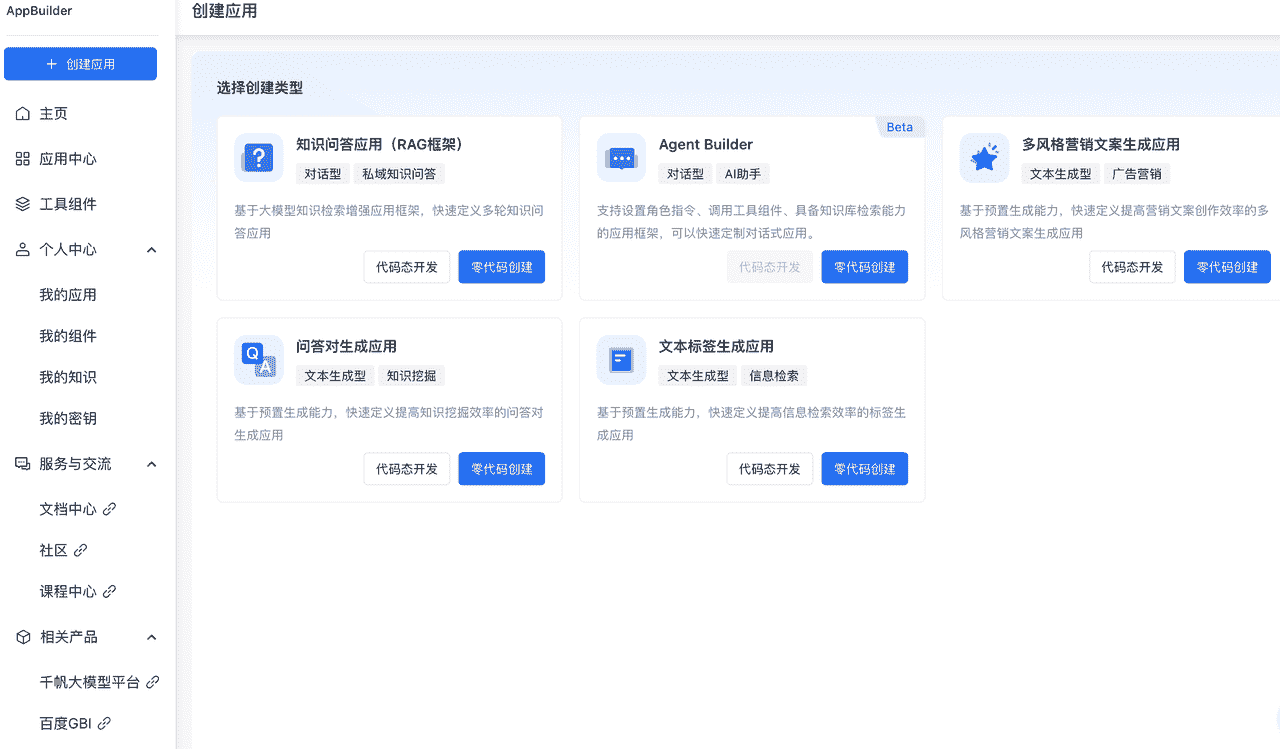 AppBuilder
创建应用
主页
应用中心
工具组件
个人中心
我的应用
我的组件
我的知识
我的密钥
服务与交流
文档中心
社区
课程中心
相关产品
千帆大模型平台
百度GBI
创建应用
选择创建类型
知识问答应用（RAG框架）
对话型 私域知识问答
基于大模型知识检索增强应用框架，快速定义多轮知识问
答应用
代码态开发 零代码创建
Beta
Agent Builder
对话型 AI助手
支持设置角色指令、调用工具组件、具备知识库检索能力
的应用框架，可以快速定制对话式应用。
代码态开发 零代码创建
多风格营销文案生成应用
文本生成型 广告营销
基于预置生成能力，快速定义提高营销文案创作效率的多
风格营销文案生成应用
代码态开发 零代码创建
Q
A
问答对生成应用
文本生成型 知识挖掘
基于预置生成能力，快速定义提高知识挖掘效率的问答对
生成应用
代码态开发 零代码创建
文本标签生成应用
文本生成型 信息检索
基于预置生成能力，快速定义提高信息检索效率的标签生
成应用
代码态开发 零代码创建